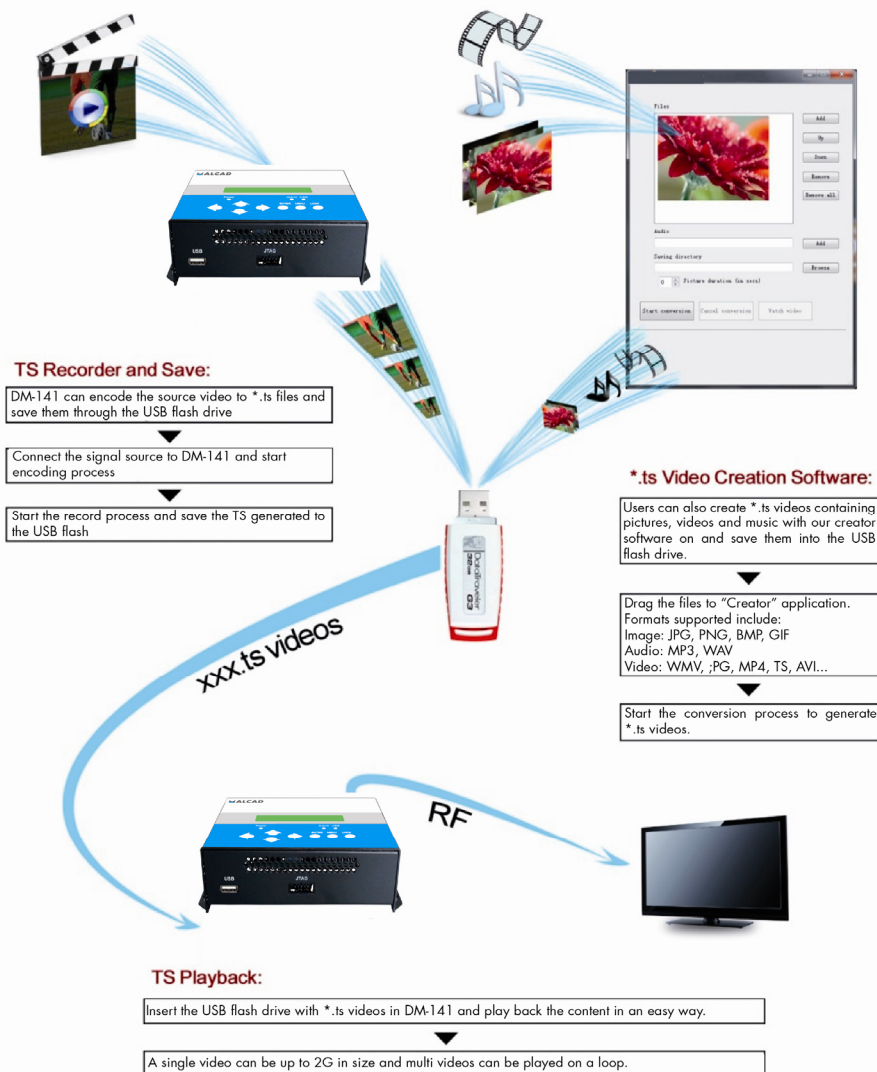 Files
Add
Up
Down
Remove
Remove all
Audio
Add
Saving directory
Browse
0 Picture duration (in secs)
Start conversion Cancel conversion Watch video
ALCAD
USB
JTAG
TS Recorder and Save:
DM-141 can encode the source video to *.ts files and
save them through the USB flash drive
Connect the signal source to DM-141 and start
encoding process
Start the record process and save the TS generated to
the USB flash
*.ts Video Creation Software:
Users can also create *.ts videos containing
pictures, videos and music with our creator
software on and save them into the USB
flash drive.
Drag the files to “Creator” application.
Formats supported include:
Image: JPG, PNG, BMP, GIF
Audio: MP3, WAV
Video: WMV, ;PG, MP4, TS, AVI...
Start the conversion process to generate
*.ts videos.
DataTraveler
32GB
G3
xxx.ts videos
RF
ALCAD
USB
JTAG
TS Playback:
Insert the USB flash drive with *.ts videos in DM-141 and play back the content in an easy way.
A single video can be up to 2G in size and multi videos can be played on a loop.